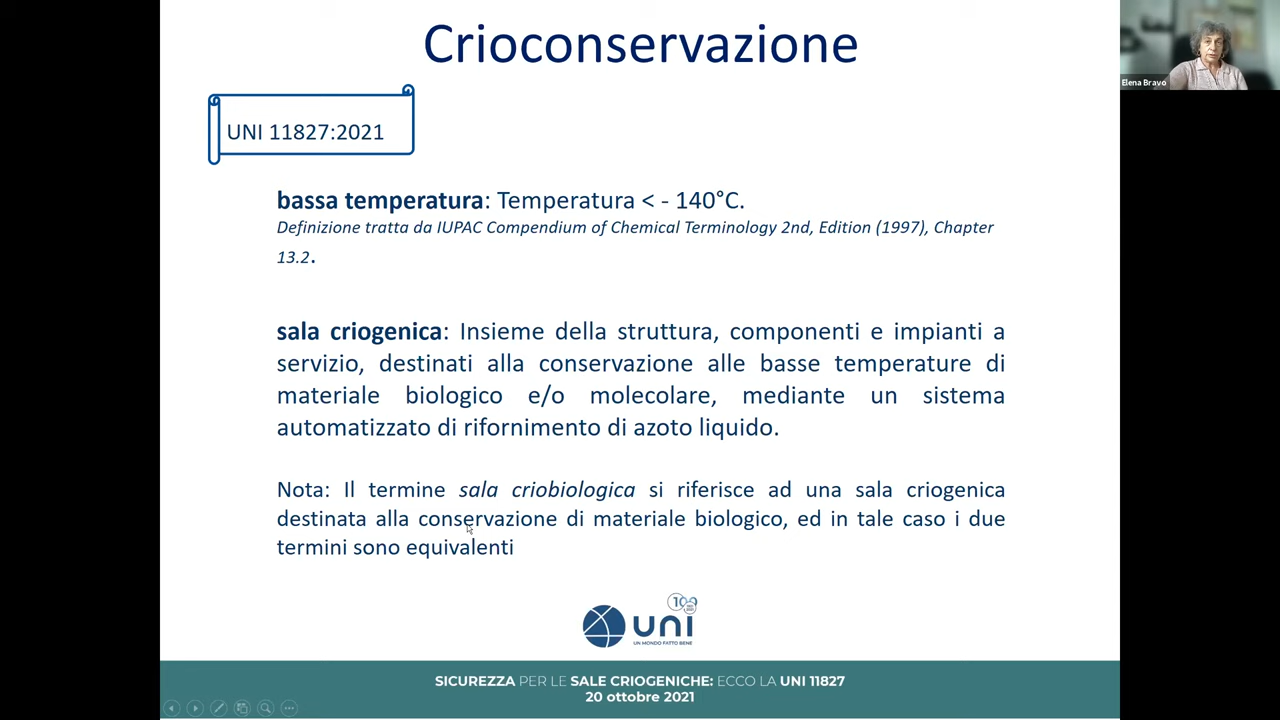 Crioconservazione
Elena Bravo
UNI 11827:2021
bassa temperatura: Temperatura < - 140°C.
Definizione tratta da IUPAC Compendium of Chemical Terminology 2nd, Edition (1997), Chapter
13.2.
sala criogenica: Insieme della struttura, componenti e impianti a
servizio, destinati alla conservazione alle basse temperature di
materiale biologico e/o molecolare, mediante un sistema
automatizzato di rifornimento di azoto liquido.
Nota: Il termine sala criobiologica si riferisce ad una sala criogenica
destinata alla conservazione di materiale biologico, ed in tale caso i due
termini sono equivalenti
100
uni
UN MONDO FATTO BENE
SICUREZZA PER LE SALE CRIOGENICHE: ECCO LA UNI 11827
20 ottobre 2021